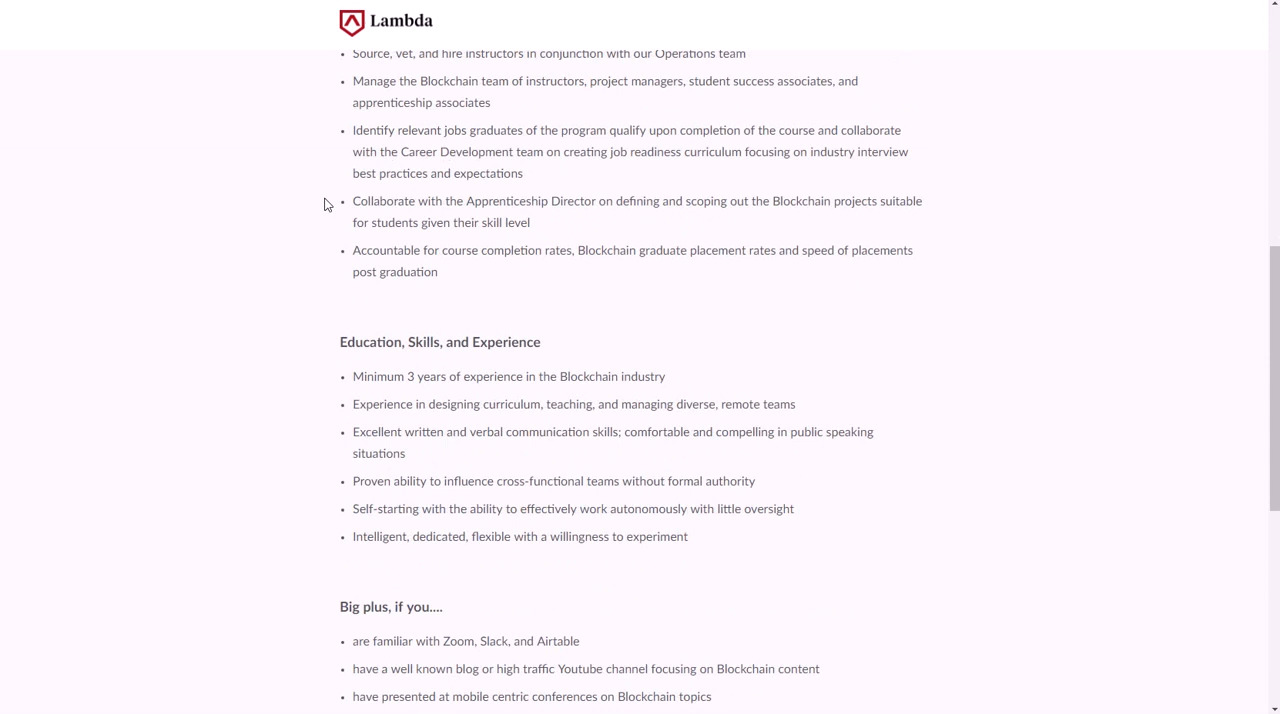 Lambda
• Source, vet, and hire instructors in conjunction with our Operations team
• Manage the Blockchain team of instructors, project managers, student success associates, and
apprenticeship associates
• Identify relevant jobs graduates of the program qualify upon completion of the course and collaborate
with the Career Development team on creating job readiness curriculum focusing on industry interview
best practices and expectations
• Collaborate with the Apprenticeship Director on defining and scoping out the Blockchain projects suitable
for students given their skill level
• Accountable for course completion rates, Blockchain graduate placement rates and speed of placements
post graduation
Education, Skills, and Experience
• Minimum 3 years of experience in the Blockchain industry
• Experience in designing curriculum, teaching, and managing diverse, remote teams
• Excellent written and verbal communication skills; comfortable and compelling in public speaking
situations
• Proven ability to influence cross-functional teams without formal authority
• Self-starting with the ability to effectively work autonomously with little oversight
• Intelligent, dedicated, flexible with a willingness to experiment
Big plus, if you....
• are familiar with Zoom, Slack, and Airtable
• have a well known blog or high traffic Youtube channel focusing on Blockchain content
• have presented at mobile centric conferences on Blockchain topics